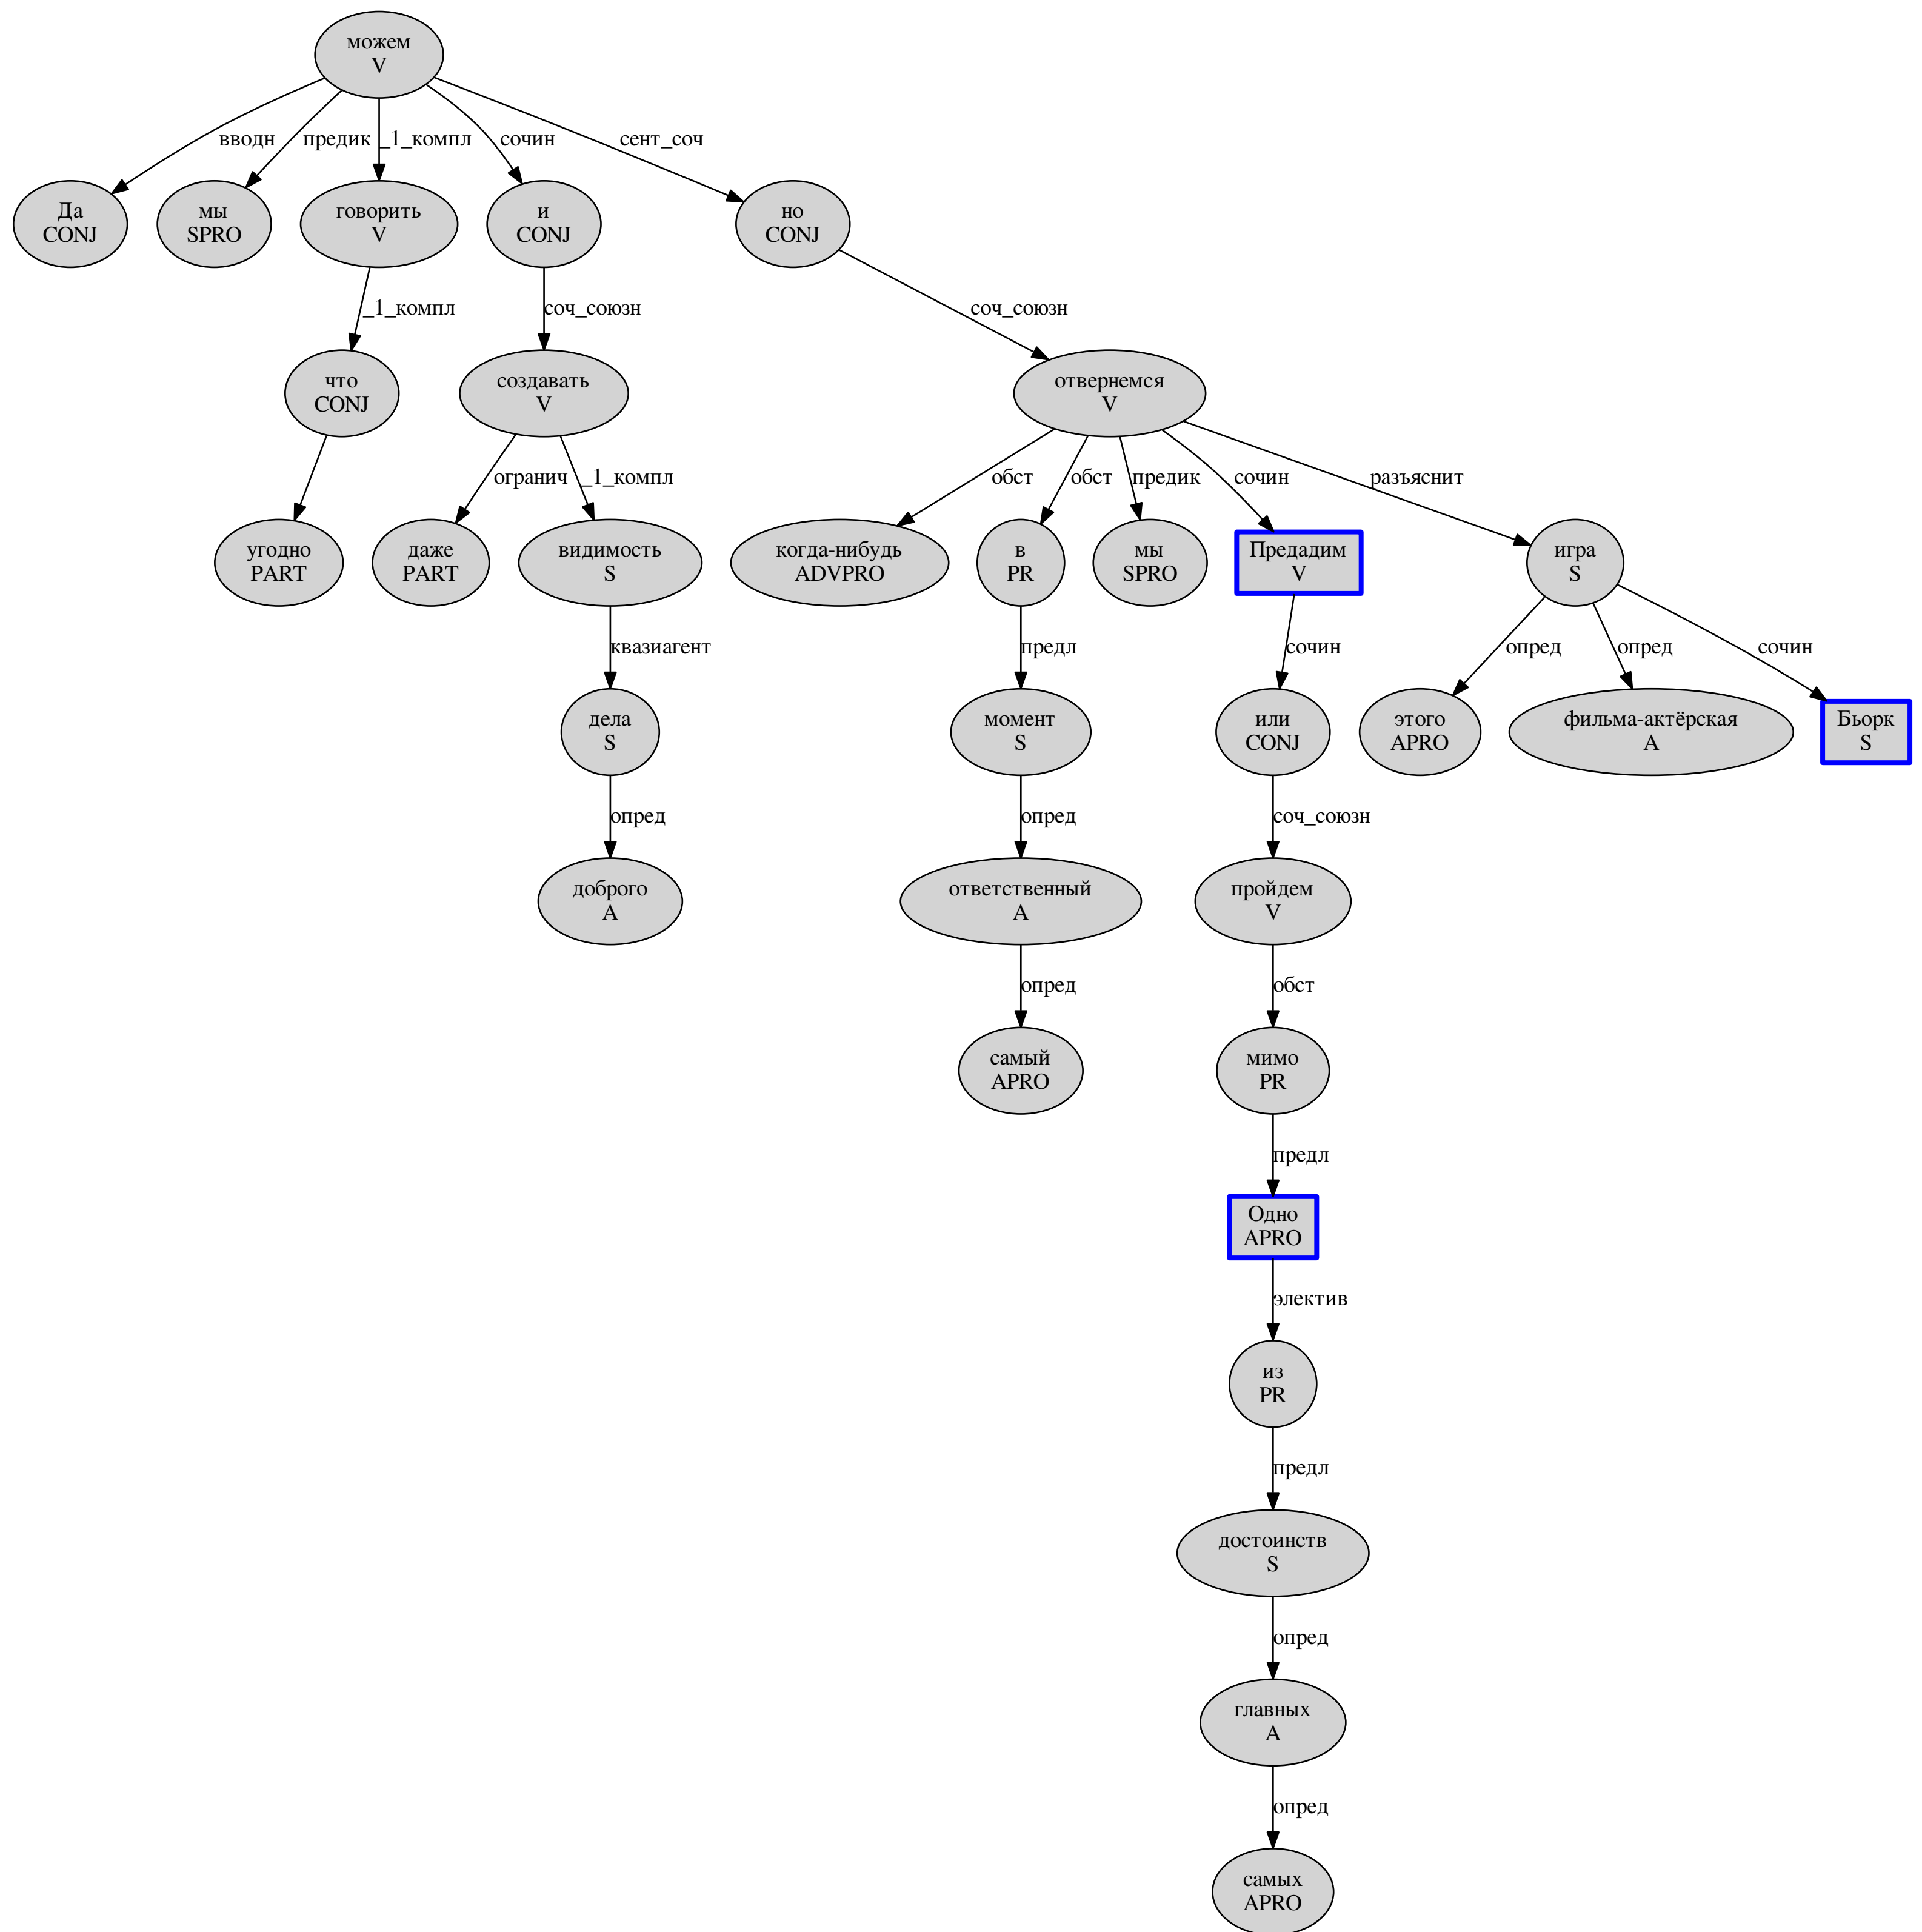 можем
V
вводн
предик
_1_компл
сочин
сент_соч
Да
CONJ
мы
SPRO
говорить
V
и
CONJ
но
CONJ
_1_компл
соч_союзн
соч_союзн
что
CONJ
создавать
V
отвернемся
V
огранич
_1_компл
обст
обст
предик
сочин
разъяснит
угодно
PART
даже
PART
видимость
S
когда-нибудь
ADVPRO
в
PR
мы
SPRO
Предадим
V
игра
S
квазиагент
предл
сочин
опред
опред
сочин
дела
S
момент
S
или
CONJ
этого
APRO
фильма-актёрская
A
Бьорк
S
опред
опред
соч_союзн
доброго
A
ответственный
A
пройдем
V
опред
обст
самый
APRO
мимо
PR
предл
Одно
APRO
электив
из
PR
предл
достоинств
S
опред
главных
A
опред
самых
APRO